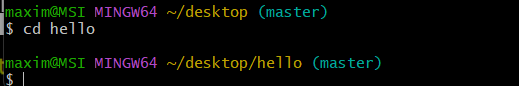 maxim@MSI MINGW64 ~/desktop (master)
$ cd hello
maxim@MSI MINGW64 ~/desktop/hello (master)
$